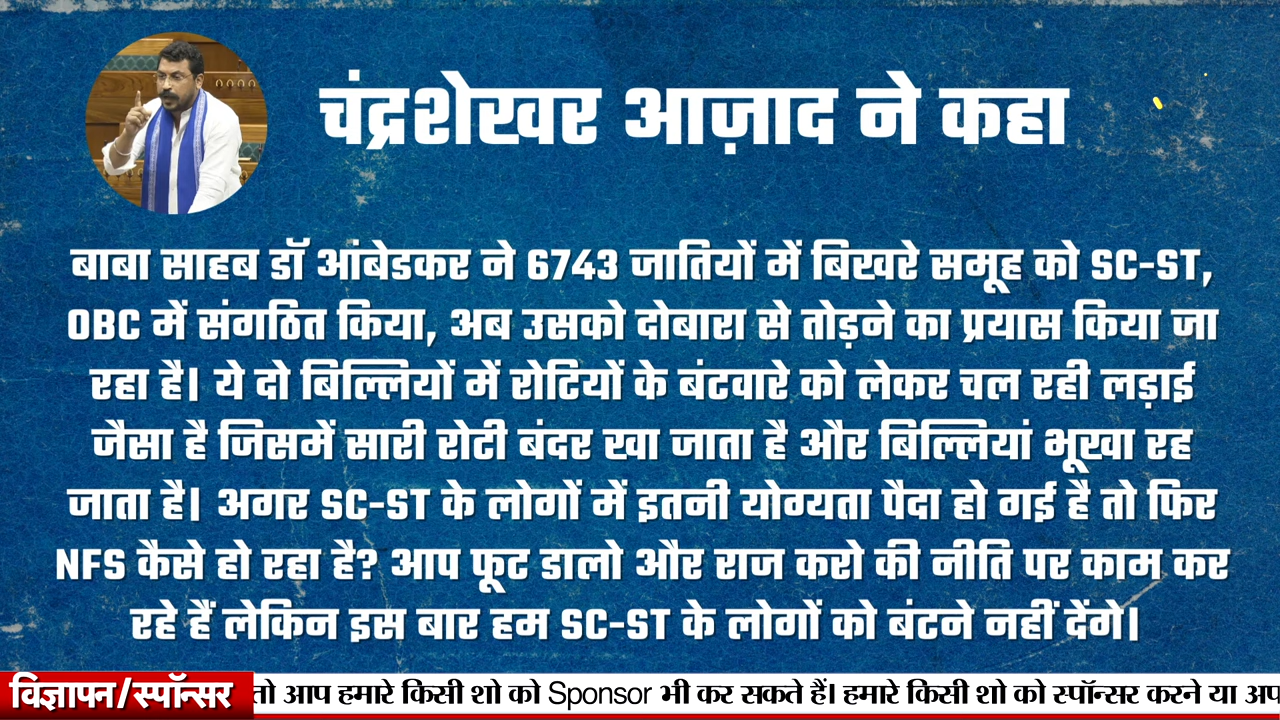 चंद्रशेखर आज़ाद ने कहा
बाबा साहब डॉ आंबेडकर ने 6743 जातियों में बिखरे समूह को SC-ST,
OBC में संगठित किया, अब उसको दोबारा से तोड़ने का प्रयास किया जा
रहा है। ये दो बिल्लियों में रोटियों के बंटवारे को लेकर चल रही लड़ाई
जैसा है जिसमें सारी रोटी बंदर खा जाता है और बिल्लियां भूखा रह
जाता है। अगर SC-ST के लोगों में इतनी योग्यता पैदा हो गई है तो फिर
NFS कैसे हो रहा है? आप फूट डालो और राज करो की नीति पर काम कर
रहे हैं लेकिन इस बार हम SC-ST के लोगों को बंटने नहीं देंगे।
विज्ञापन/स्पॉन्सर तो आप हमारे किसी शो को Sponsor भी कर सकते हैं। हमारे किसी शो को स्पॉन्सर करने या